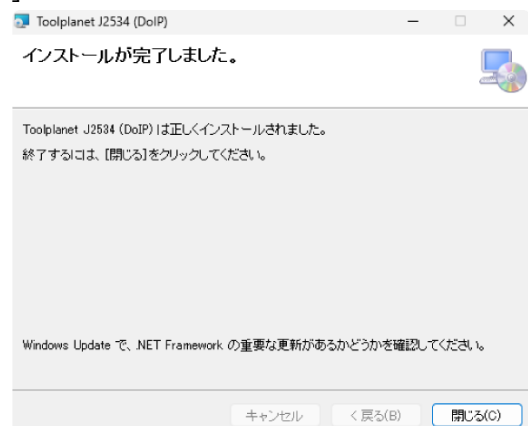 Toolplanet J2534 (DoIP)
インストールが完了しました。
Toolplanet J2534 (DoIP) は正しくインストールされました。
終了するには、[閉じる]をクリックしてください。
Windows Update で、.NET Framework の重要な更新があるかどうかを確認してください。
キャンセル
< 戻る(B)
閉じる(C)